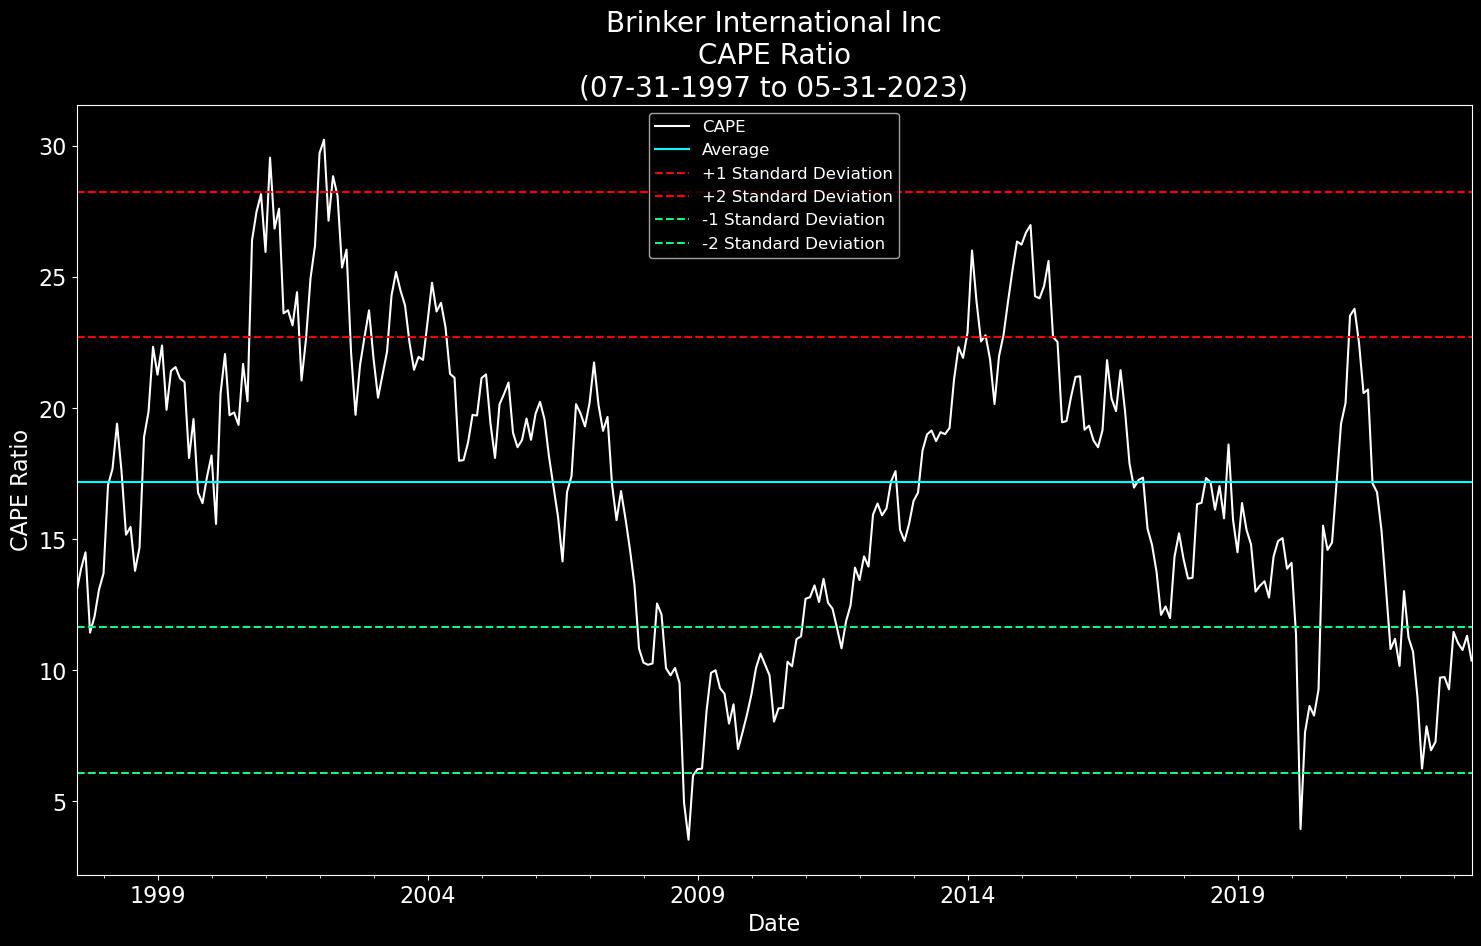 Brinker International Inc
CAPE Ratio
(07-31-1997 to 05-31-2023)
CAPE
Average
+1 Standard Deviation
+2 Standard Deviation
-1 Standard Deviation
-2 Standard Deviation
30
25
20
15
10
5
CAPE Ratio
1999
2004
2009
2014
2019
Date